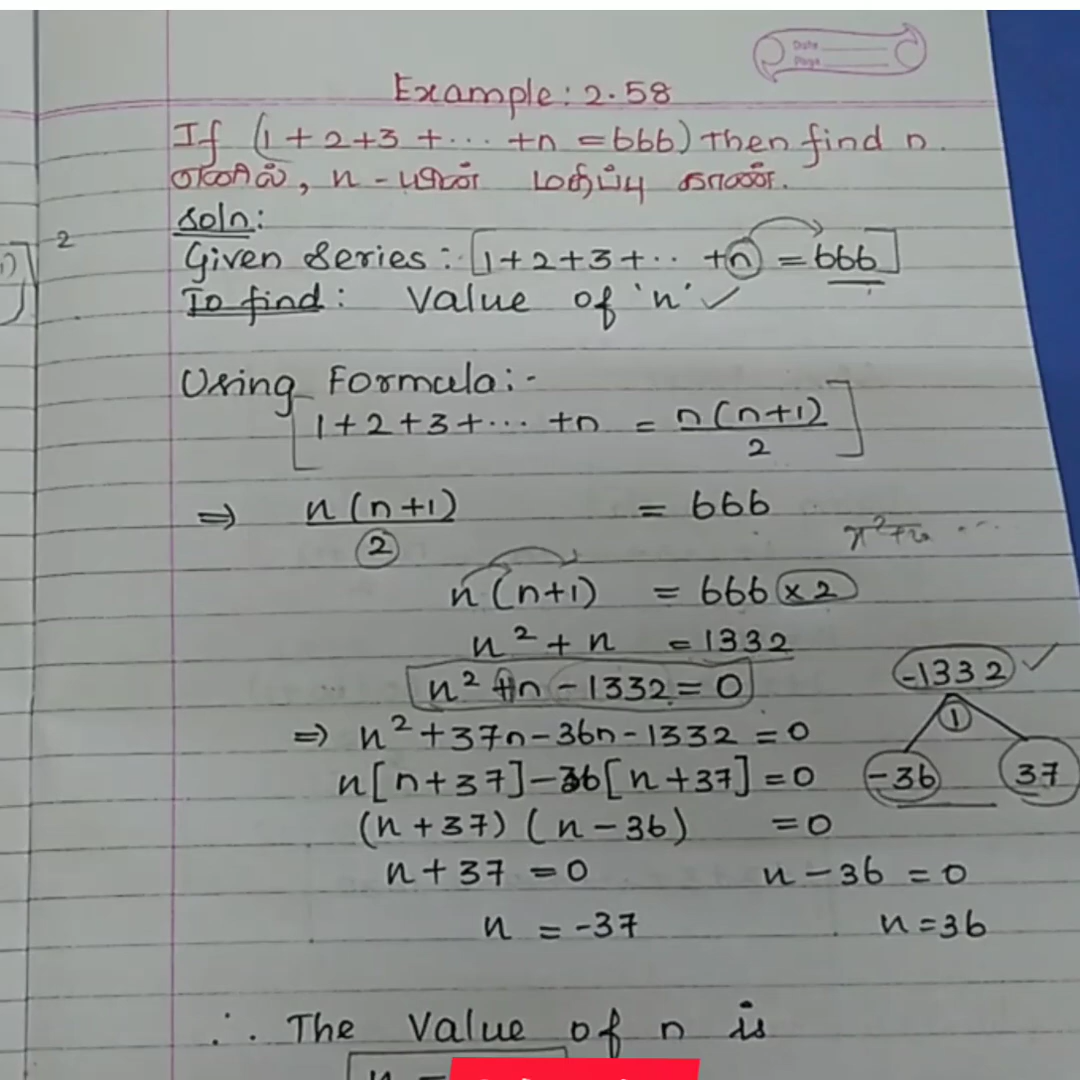 Date
Page
Example: 2.58
If (1+2+3+... +n = 666) then find n.
எனில், n-யின் மதிப்பு காண்.
Soln:
2
Given Series: [1+2+3+.. +n = 666]
To find: Value of 'n' ✓
Using Formula:-
[1+2+3+... +n = n(n+1)/2]
⇒ n(n+1)/2 = 666
n(n+1) = 666 × 2
n² + n = 1332
n² + n - 1332 = 0
-1332 ✓
1
⇒ n² + 37n - 36n - 1332 = 0
n[n+37] - 36[n+37] = 0
-36 37
(n+37) (n-36) = 0
n + 37 = 0 n - 36 = 0
n = -37 n = 36
∴ The Value of n is